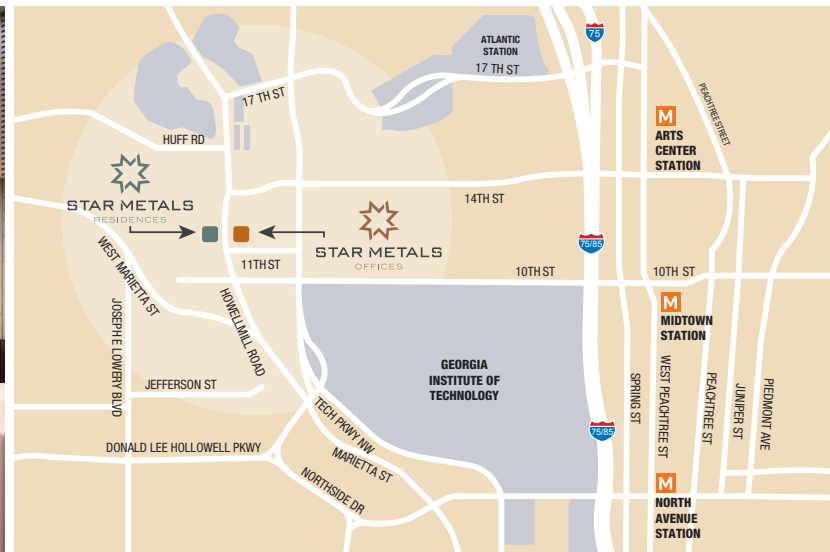 75
ATLANTIC
STATION
17 TH ST
17 TH ST
PEACHTREE STREET
M
ARTS
CENTER
STATION
HUFF RD
STAR METALS
RESIDENCES
14TH ST
STAR METALS
OFFICES
75/85
11TH ST
10TH ST
10TH ST
WEST MARIETTA ST
HOWELLMILL ROAD
M
MIDTOWN
STATION
JOSEPH E LOWERY BLVD
JEFFERSON ST
GEORGIA
INSTITUTE OF
TECHNOLOGY
SPRING ST
WEST PEACHTREE ST
PEACHTREE ST
JUNIPER ST
PIEDMONT AVE
TECH PKWY NW
75/85
DONALD LEE HOLLOWELL PKWY
MARIETTA ST
NORTHSIDE DR
M
NORTH
AVENUE
STATION